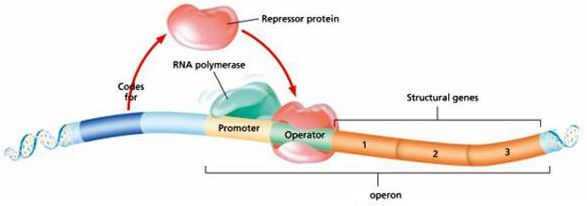 Repressor protein
RNA polymerase
Codes
for
Structural genes
Promoter
Operator
1
2
3
operon